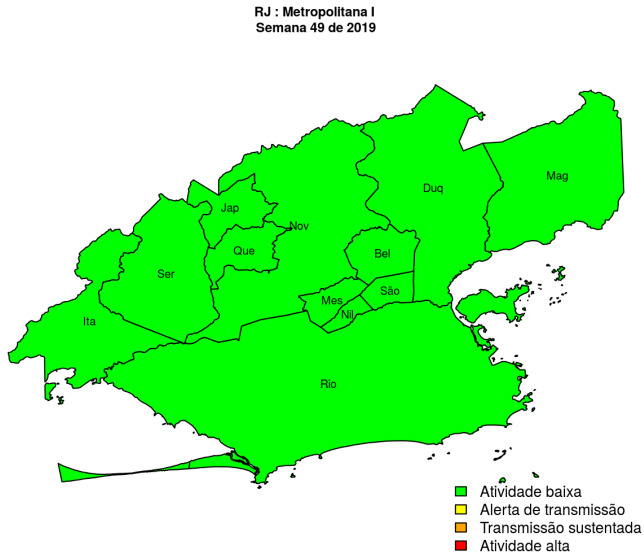 RJ : Metropolitana I
Semana 49 de 2019
Mag
Duq
Jap
Nov
Que
Bel
Ser
São
Mes
Nil
Ita
Rio
Atividade baixa
Alerta de transmissão
Transmissão sustentada
Atividade alta